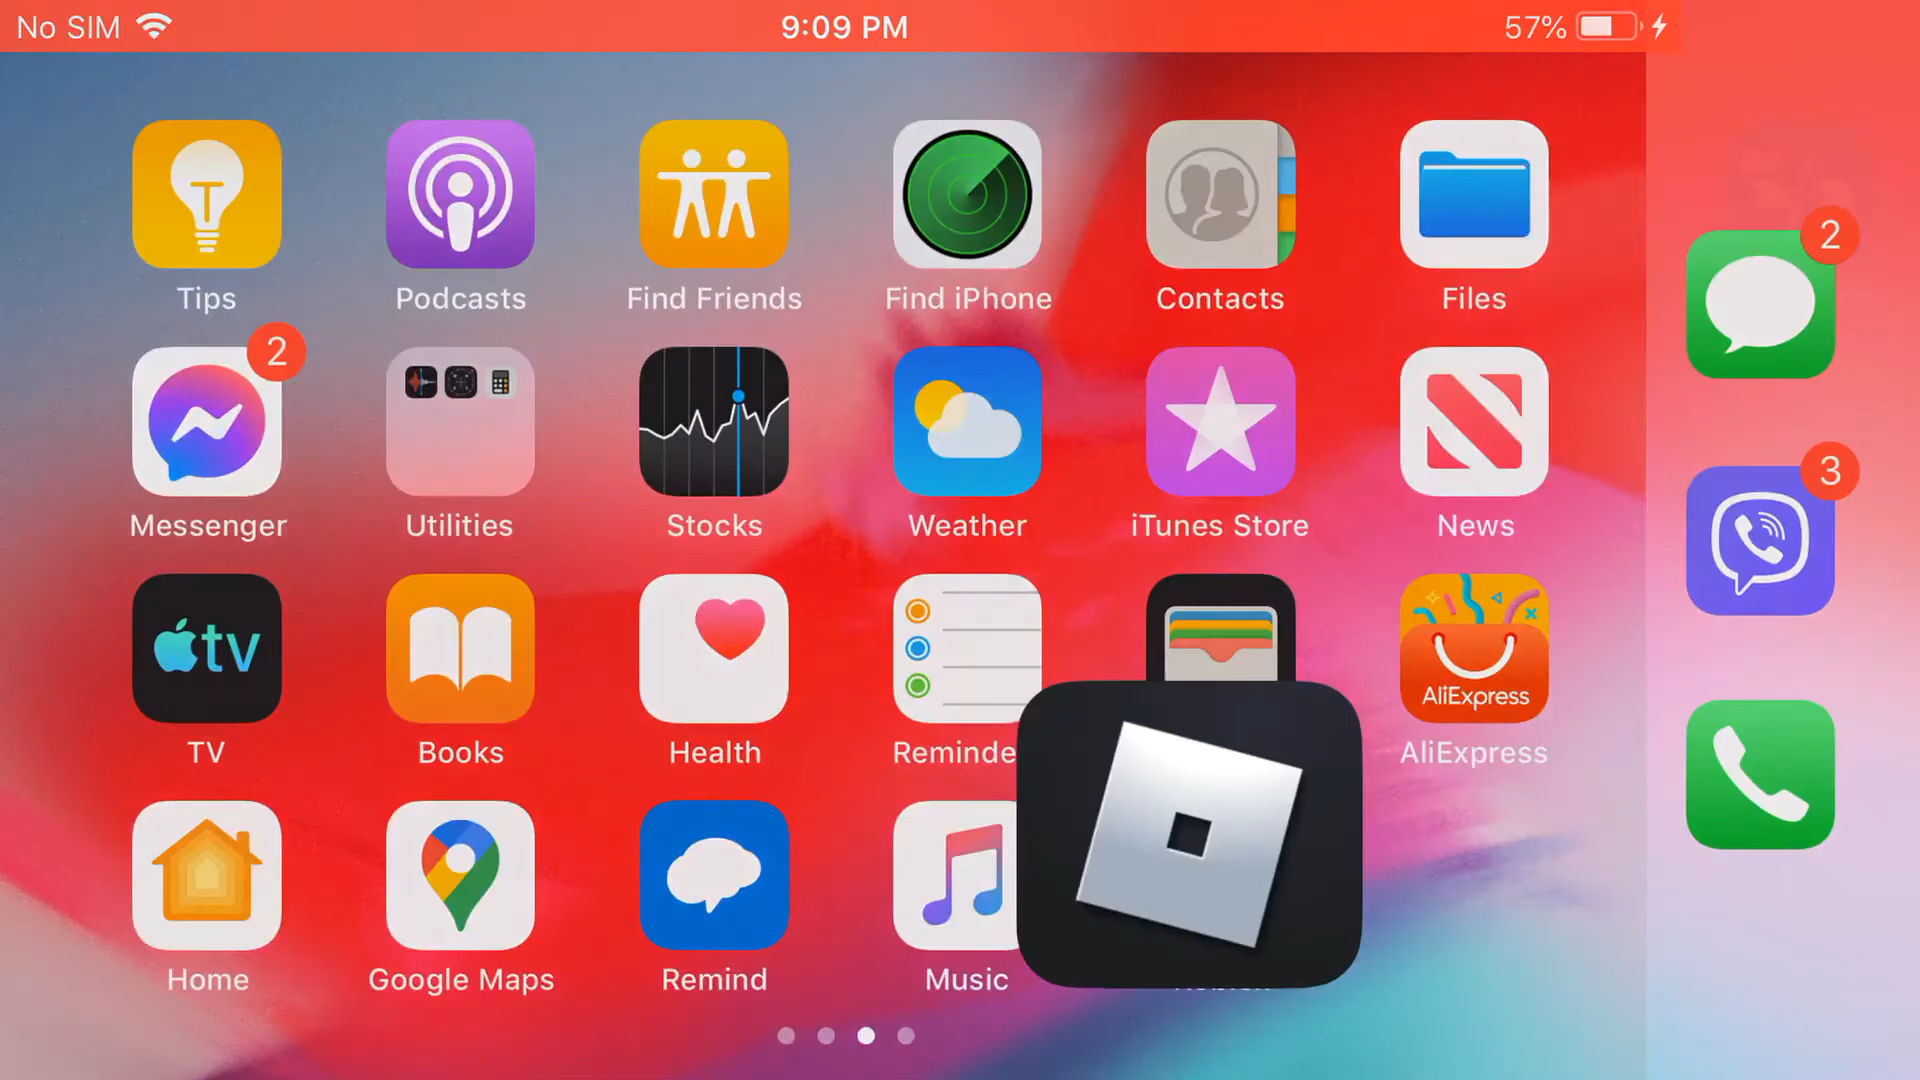 No SIM 9:09 PM 57%
Tips Podcasts Find Friends Find iPhone Contacts Files
2
2
3
Messenger Utilities Stocks Weather iTunes Store News
tv
AliExpress
TV Books Health Reminde AliExpress
Home Google Maps Remind Music